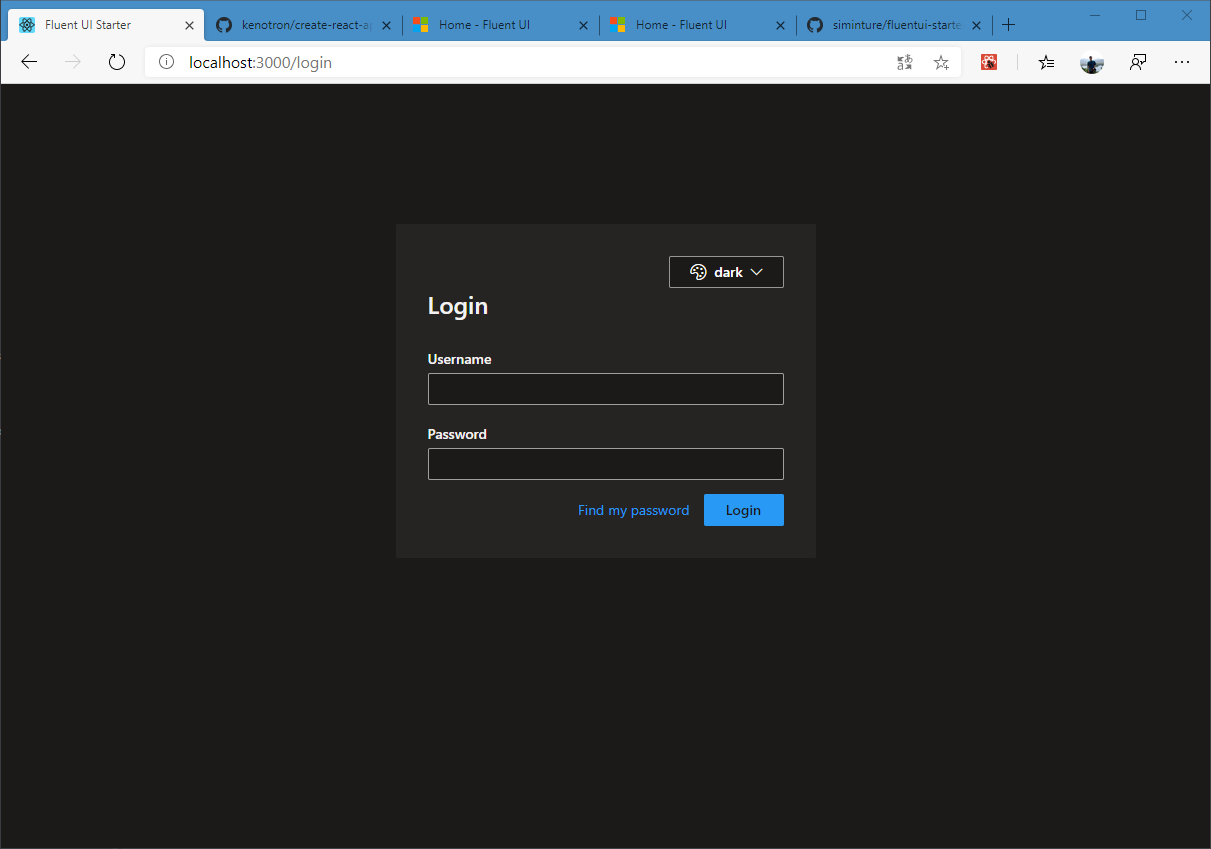 Fluent UI Starter
kenotron/create-react-ap
Home - Fluent UI
Home - Fluent UI
siminture/fluentui-starte
localhost:3000/login
dark
Login
Username
Password
Find my password
Login